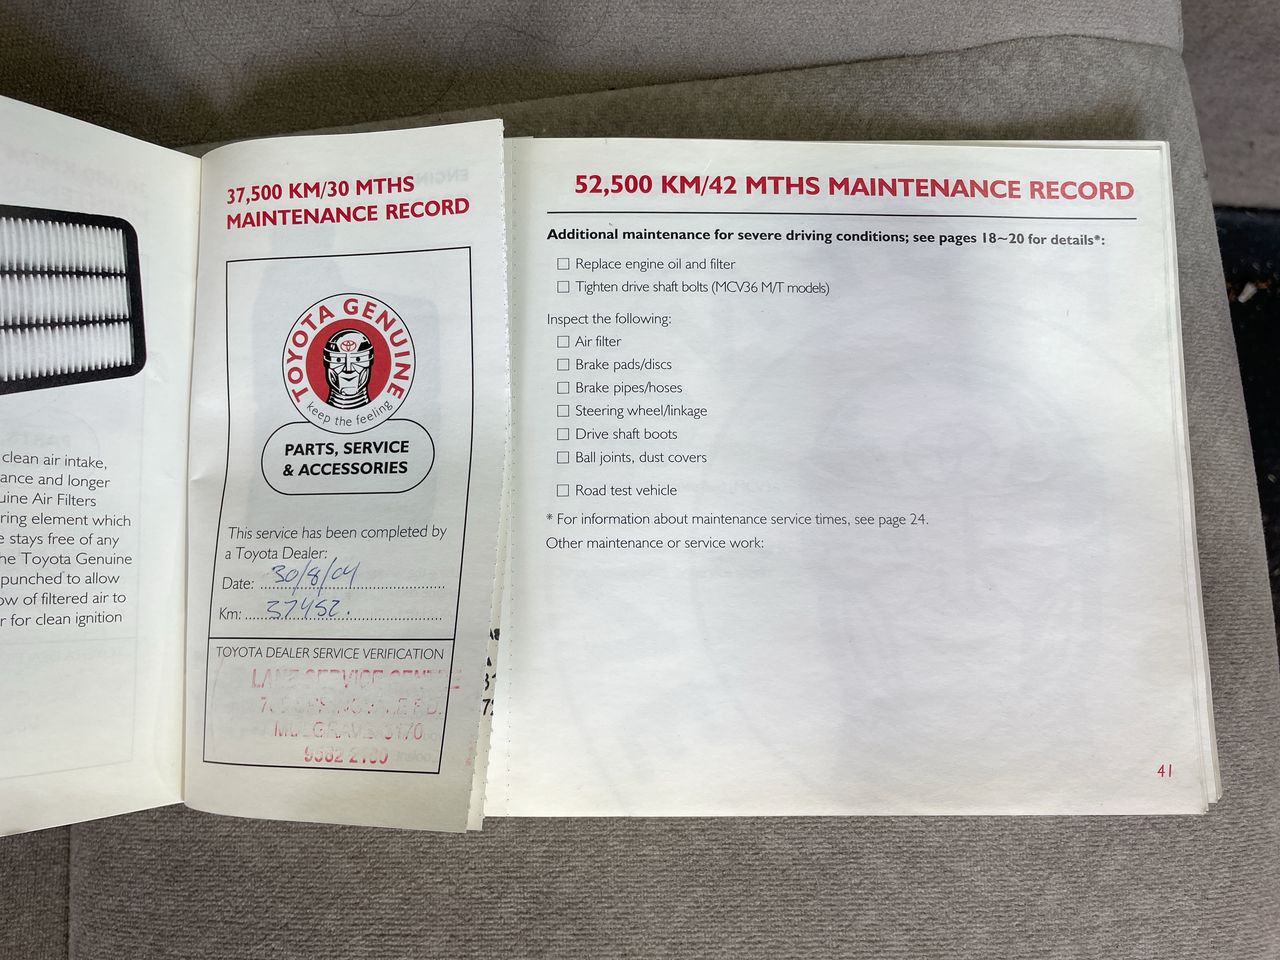 clean air intake,
ance and longer
uine Air Filters
ring element which
e stays free of any
he Toyota Genuine
punched to allow
ow of filtered air to
r for clean ignition
37,500 KM/30 MTHS
MAINTENANCE RECORD
TOYOTA GENUINE
keep the feeling
PARTS, SERVICE
& ACCESSORIES
This service has been completed by
a Toyota Dealer:
Date: 30/8/04
Km: 37452.
TOYOTA DEALER SERVICE VERIFICATION
LANE SERVICE CENTRE
MULGRAVE 3170
9562 2100
52,500 KM/42 MTHS MAINTENANCE RECORD
Additional maintenance for severe driving conditions; see pages 18~20 for details*:
Replace engine oil and filter
Tighten drive shaft bolts (MCV36 M/T models)
Inspect the following:
Air filter
Brake pads/discs
Brake pipes/hoses
Steering wheel/linkage
Drive shaft boots
Ball joints, dust covers
Road test vehicle
* For information about maintenance service times, see page 24.
Other maintenance or service work:
41